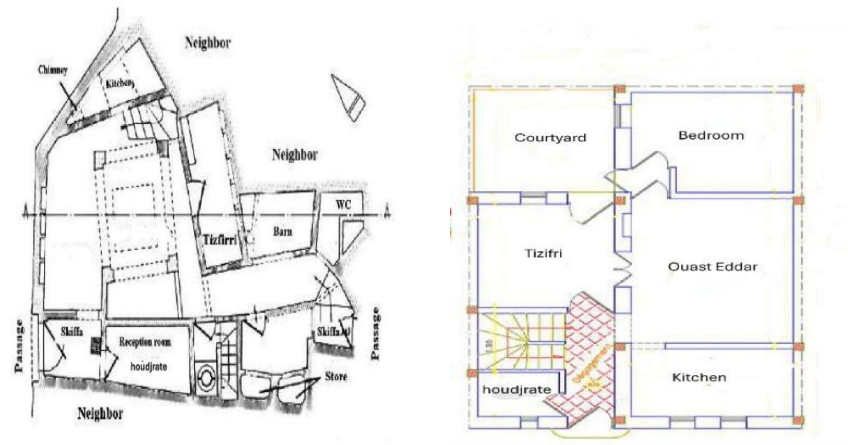 Neighbor
Chimney
Kitchen
Neighbor
Tizfirri
Barn
WC
A
A
Passage
Skiffa
Reception room
houdjrate
Skiffa
Passage
Store
Neighbor
Courtyard
Bedroom
Tizifri
Ouast Eddar
houdjrate
Kitchen